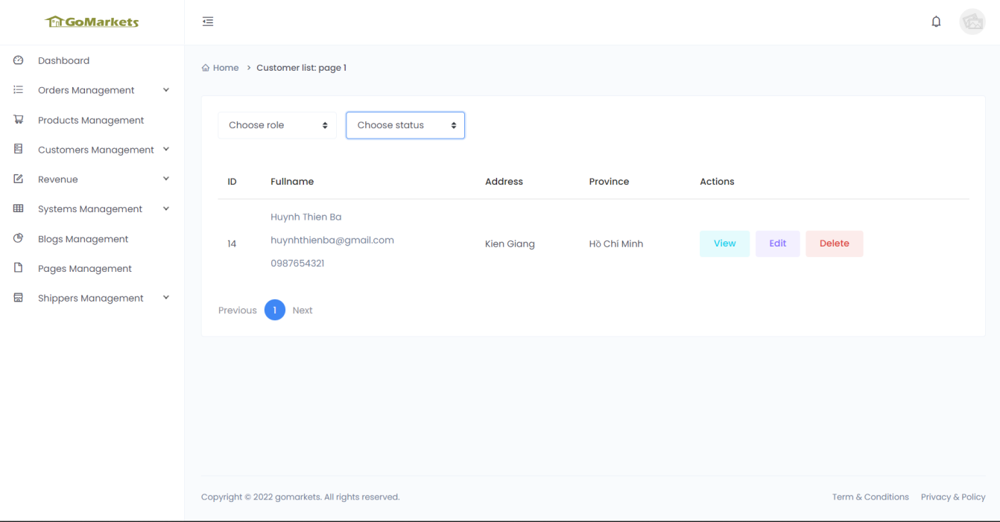 GoMarkets
Dashboard
Orders Management
Products Management
Customers Management
Revenue
Systems Management
Blogs Management
Pages Management
Shippers Management
Home > Customer list: page 1
Choose role
Choose status
ID Fullname Address Province Actions
Huynh Thien Ba
huynhthienba@gmail.com
0987654321
14
Kien Giang
Hồ Chí Minh
View Edit Delete
Previous 1 Next
Copyright © 2022 gomarkets. All rights reserved.
Term & Conditions Privacy & Policy